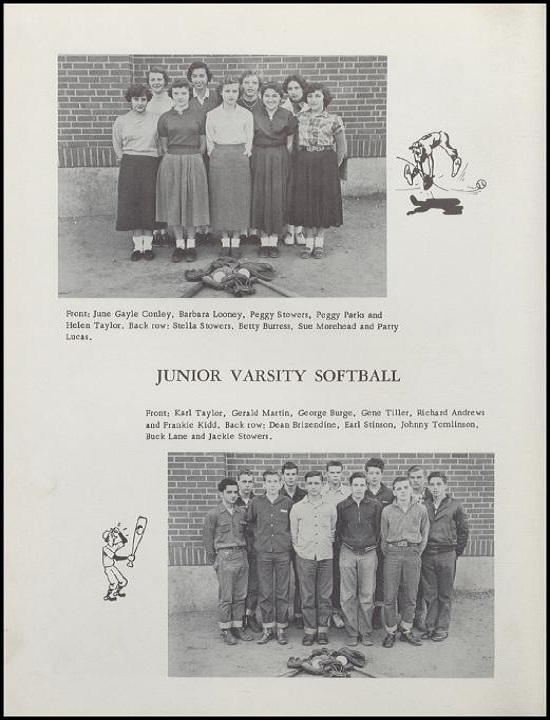 Front: June Gayle Conley, Barbara Looney, Peggy Stowers, Peggy Parks and
Helen Taylor. Back row: Stella Stowers, Betty Burress, Sue Morehead and Patty
Lucas.
JUNIOR VARSITY SOFTBALL
Front: Karl Taylor, Gerald Martin, George Burge, Gene Tiller, Richard Andrews
and Frankie Kidd. Back row: Dean Brizendine, Earl Stinson, Johnny Tomlinson,
Buck Lane and Jackie Stowers.